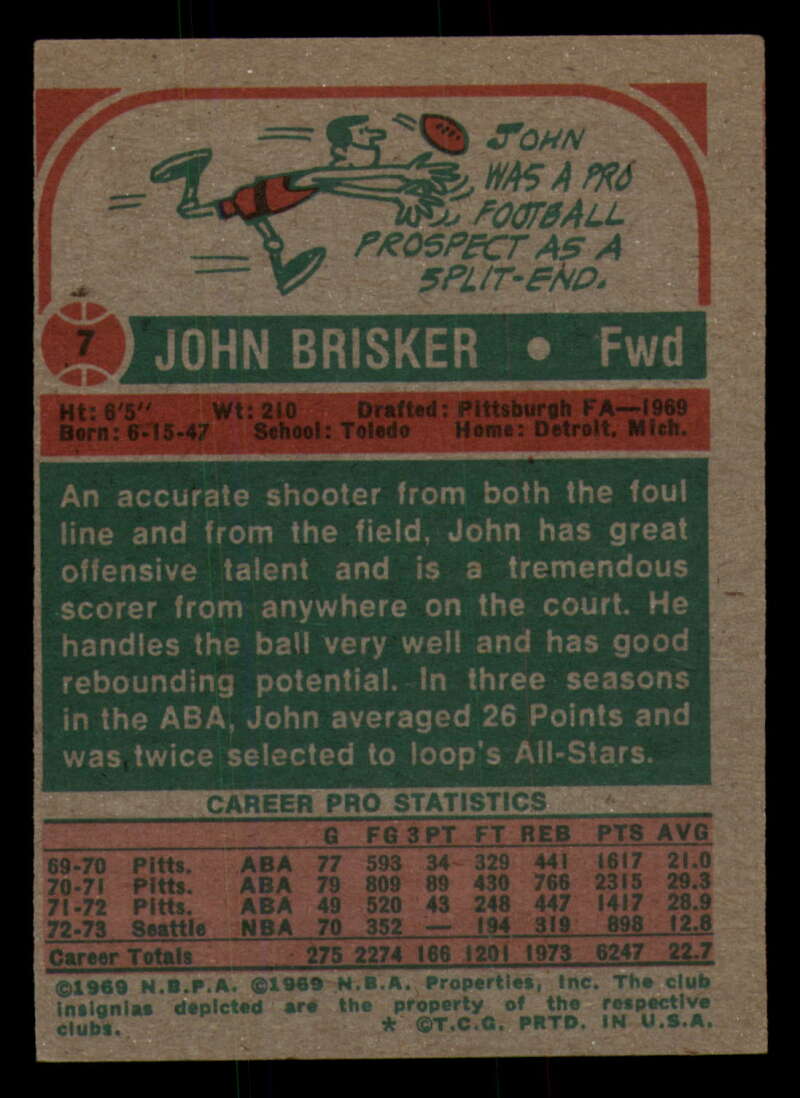 JOHN
WAS A PRO
FOOTBALL
PROSPECT AS A
SPLIT-END.
7 JOHN BRISKER • Fwd
Ht: 6'5" Wt: 210 Drafted: Pittsburgh FA—1969
Born: 6-15-47 School: Toledo Home: Detroit, Mich.
An accurate shooter from both the foul
line and from the field, John has great
offensive talent and is a tremendous
scorer from anywhere on the court. He
handles the ball very well and has good
rebounding potential. In three seasons
in the ABA, John averaged 26 Points and
was twice selected to loop's All-Stars.
CAREER PRO STATISTICS
G FG 3 PT FT REB PTS AVG
69-70 Pitts. ABA 77 593 34 329 441 1617 21.0
70-71 Pitts. ABA 79 809 89 430 766 2315 29.3
71-72 Pitts. ABA 49 520 43 248 447 1417 28.9
72-73 Seattle NBA 70 352 — 194 319 898 12.8
Career Totals 275 2274 166 1201 1973 6247 22.7
©1969 N.B.P.A. ©1969 N.B.A. Properties, Inc. The club
insignias depicted are the property of the respective
clubs. * ©T.C.G. PRTD. IN U.S.A.